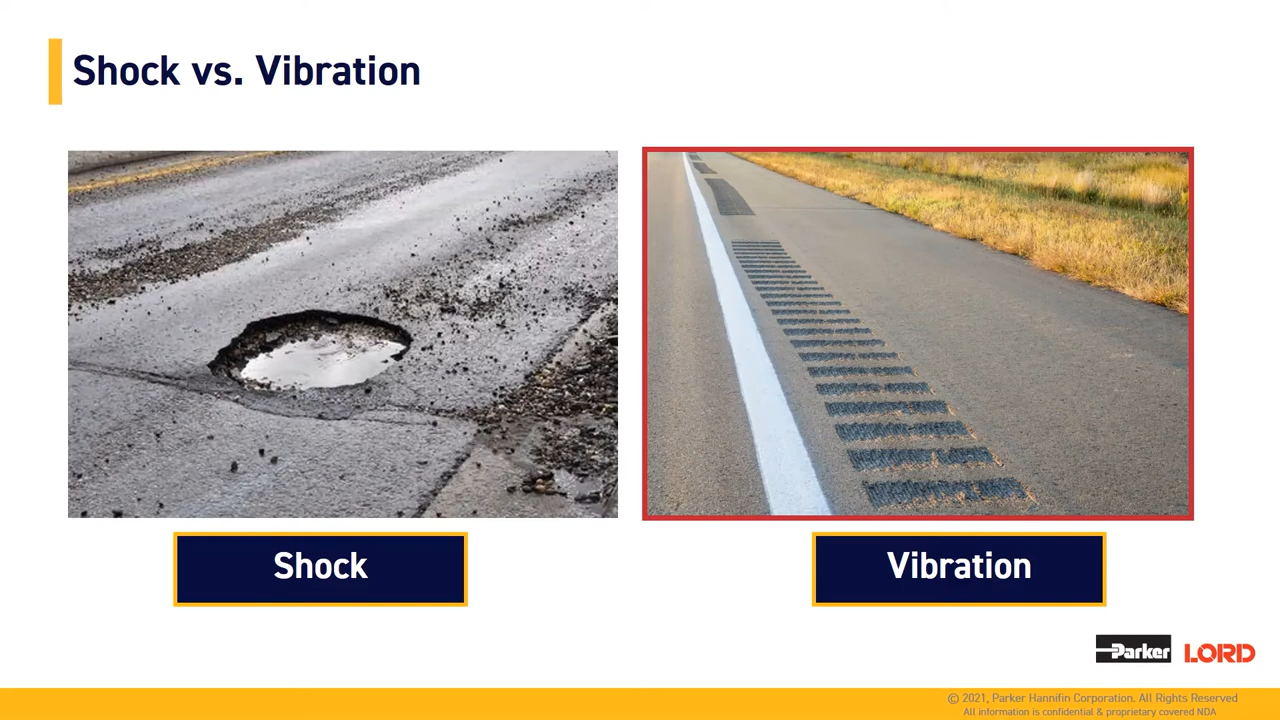 Shock vs. Vibration
Shock
Vibration
Parker LORD
© 2021, Parker Hannifin Corporation. All Rights Reserved
All information is confidential & proprietary covered NDA